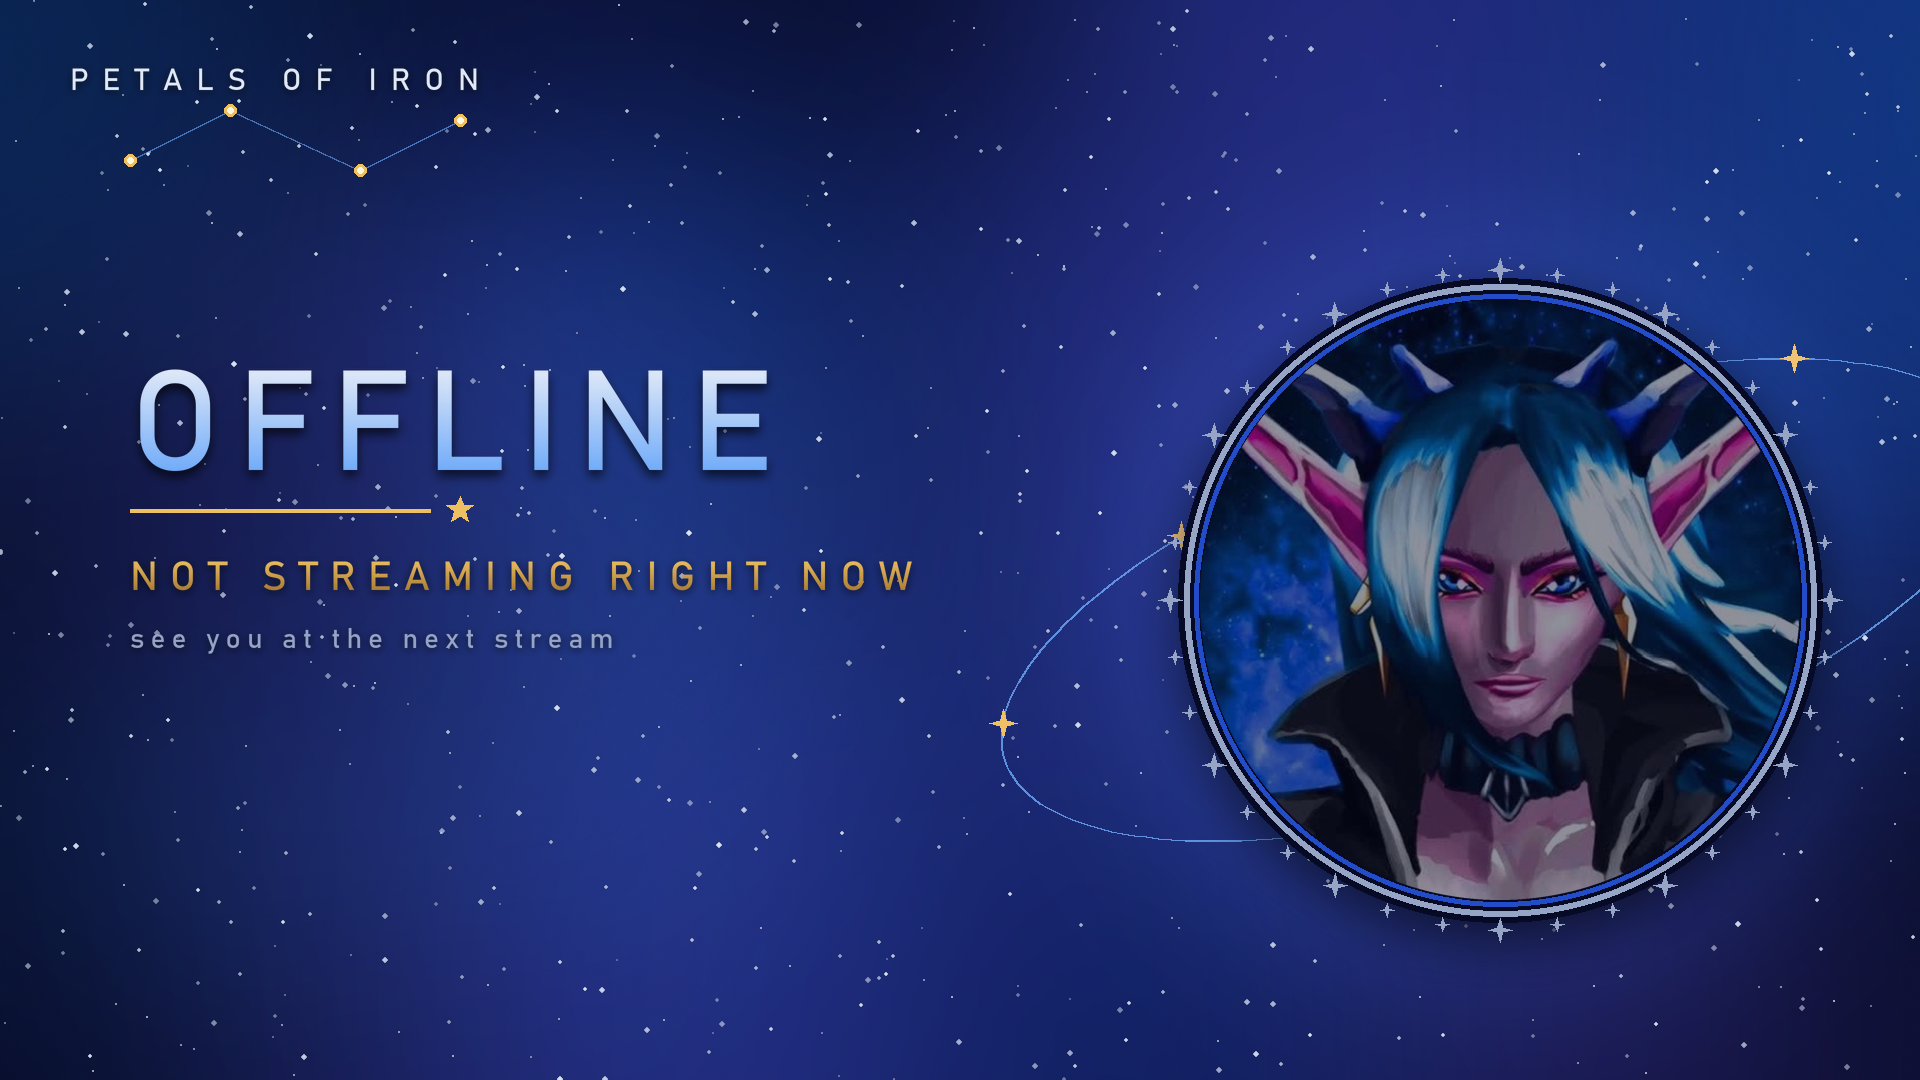 PETALS OF IRON
OFFLINE
NOT STREAMING RIGHT NOW
see you at the next stream